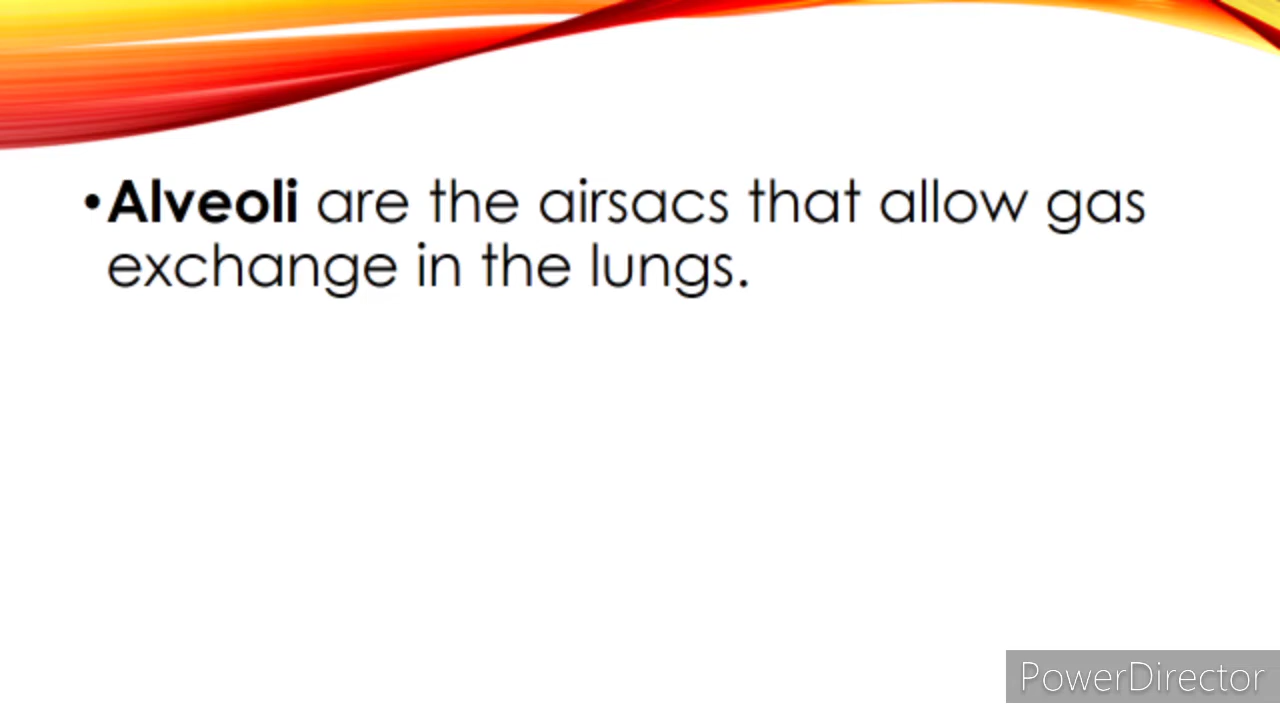 •Alveoli are the airsacs that allow gas
exchange in the lungs.
PowerDirector